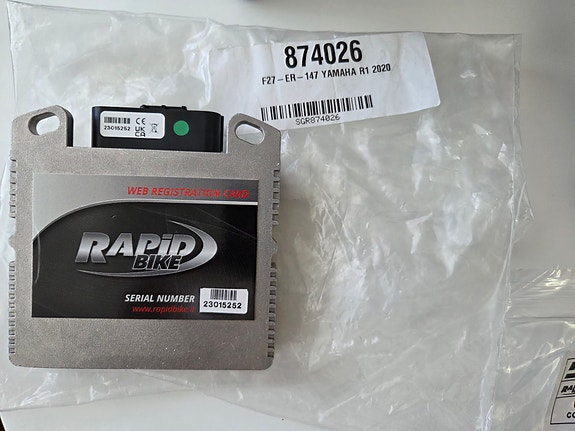 874026
F27-ER-147 YAMAHA R1 2020
SGR874026
23015252
CE
UK
CA
WEB REGISTRATION CARD
RAPiD
BIKE
SERIAL NUMBER
23015252
www.rapidbike.it